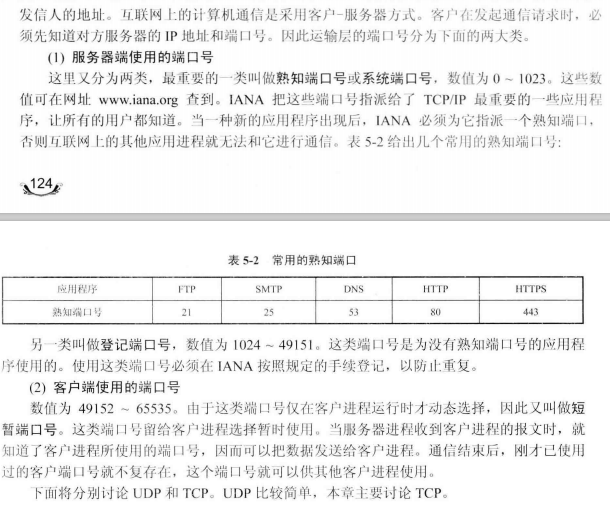 发信人的地址。互联网上的计算机通信是采用客户-服务器方式。客户在发起通信请求时，必
须先知道对方服务器的 IP 地址和端口号。因此运输层的端口号分为下面的两大类。
(1) 服务器端使用的端口号
这里又分为两类，最重要的一类叫做熟知端口号或系统端口号，数值为 0 ~ 1023。这些数
值可在网址 www.iana.org 查到。IANA 把这些端口号指派给了 TCP/IP 最重要的一些应用程
序，让所有的用户都知道。当一种新的应用程序出现后，IANA 必须为它指派一个熟知端口，
否则互联网上的其他应用进程就无法和它进行通信。表 5-2 给出几个常用的熟知端口号:
124
表 5-2 常用的熟知端口
应用程序 FTP SMTP DNS HTTP HTTPS
熟知端口号 21 25 53 80 443
另一类叫做登记端口号，数值为 1024 ~ 49151。这类端口号是为没有熟知端口号的应用程
序使用的。使用这类端口号必须在 IANA 按照规定的手续登记，以防止重复。
(2) 客户端使用的端口号
数值为 49152 ~ 65535。由于这类端口号仅在客户进程运行时才动态选择，因此又叫做短
暂端口号。这类端口号留给客户进程选择暂时使用。当服务器进程收到客户进程的报文时，就
知道了客户进程所使用的端口号，因而可以把数据发送给客户进程。通信结束后，刚才已使用
过的客户端口号就不复存在，这个端口号就可以供其他客户进程使用。
下面将分别讨论 UDP 和 TCP。UDP 比较简单，本章主要讨论 TCP。